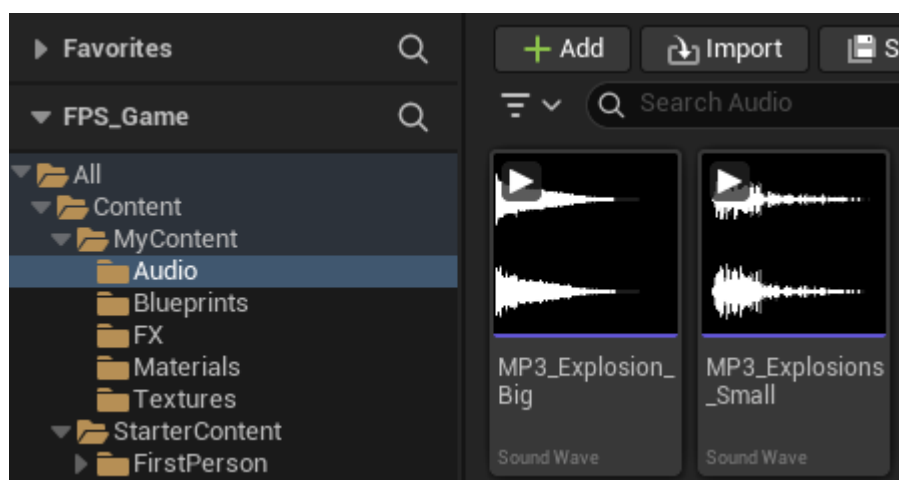 Favorites
FPS_Game
All
Content
MyContent
Audio
Blueprints
FX
Materials
Textures
StarterContent
FirstPerson
Add Import S
Search Audio
MP3_Explosion_
Big
Sound Wave
MP3_Explosions
_Small
Sound Wave